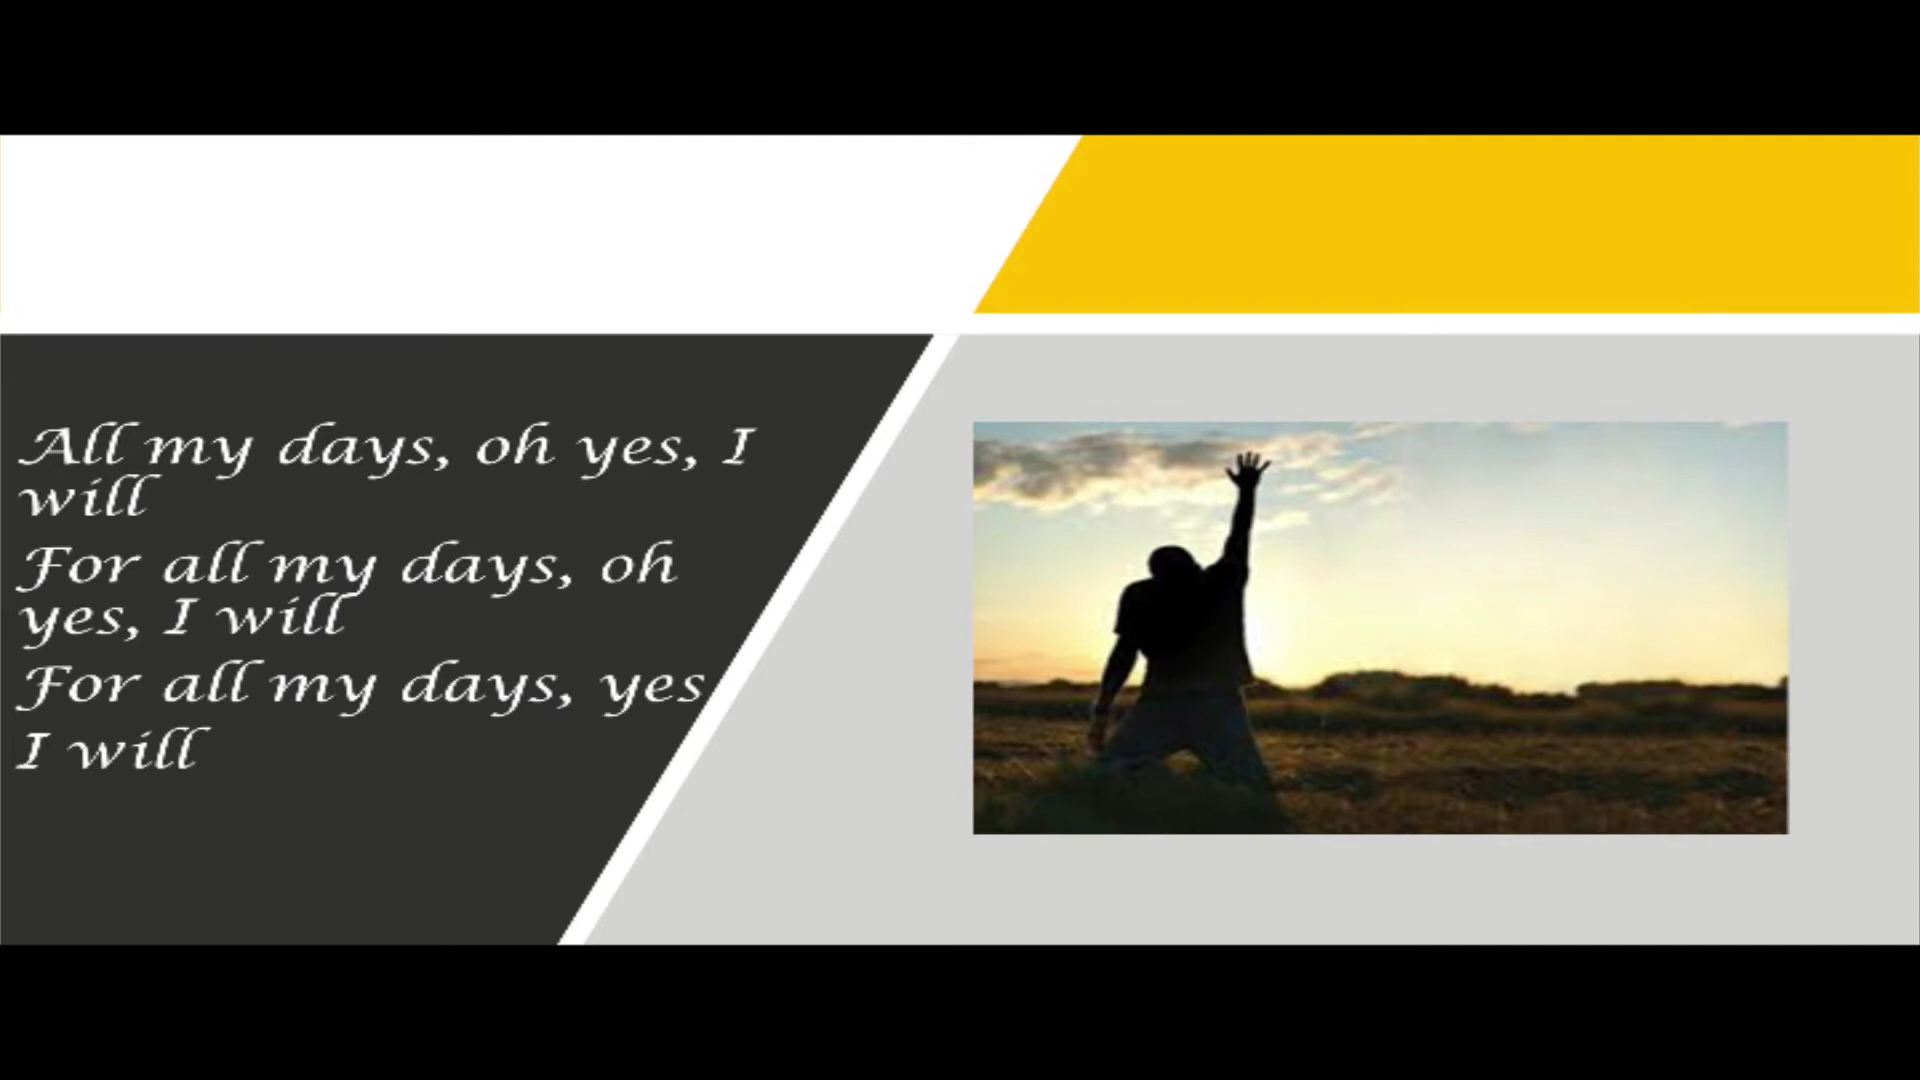 All my days, oh yes, I
will
For all my days, oh
yes, I will
For all my days, yes
I will